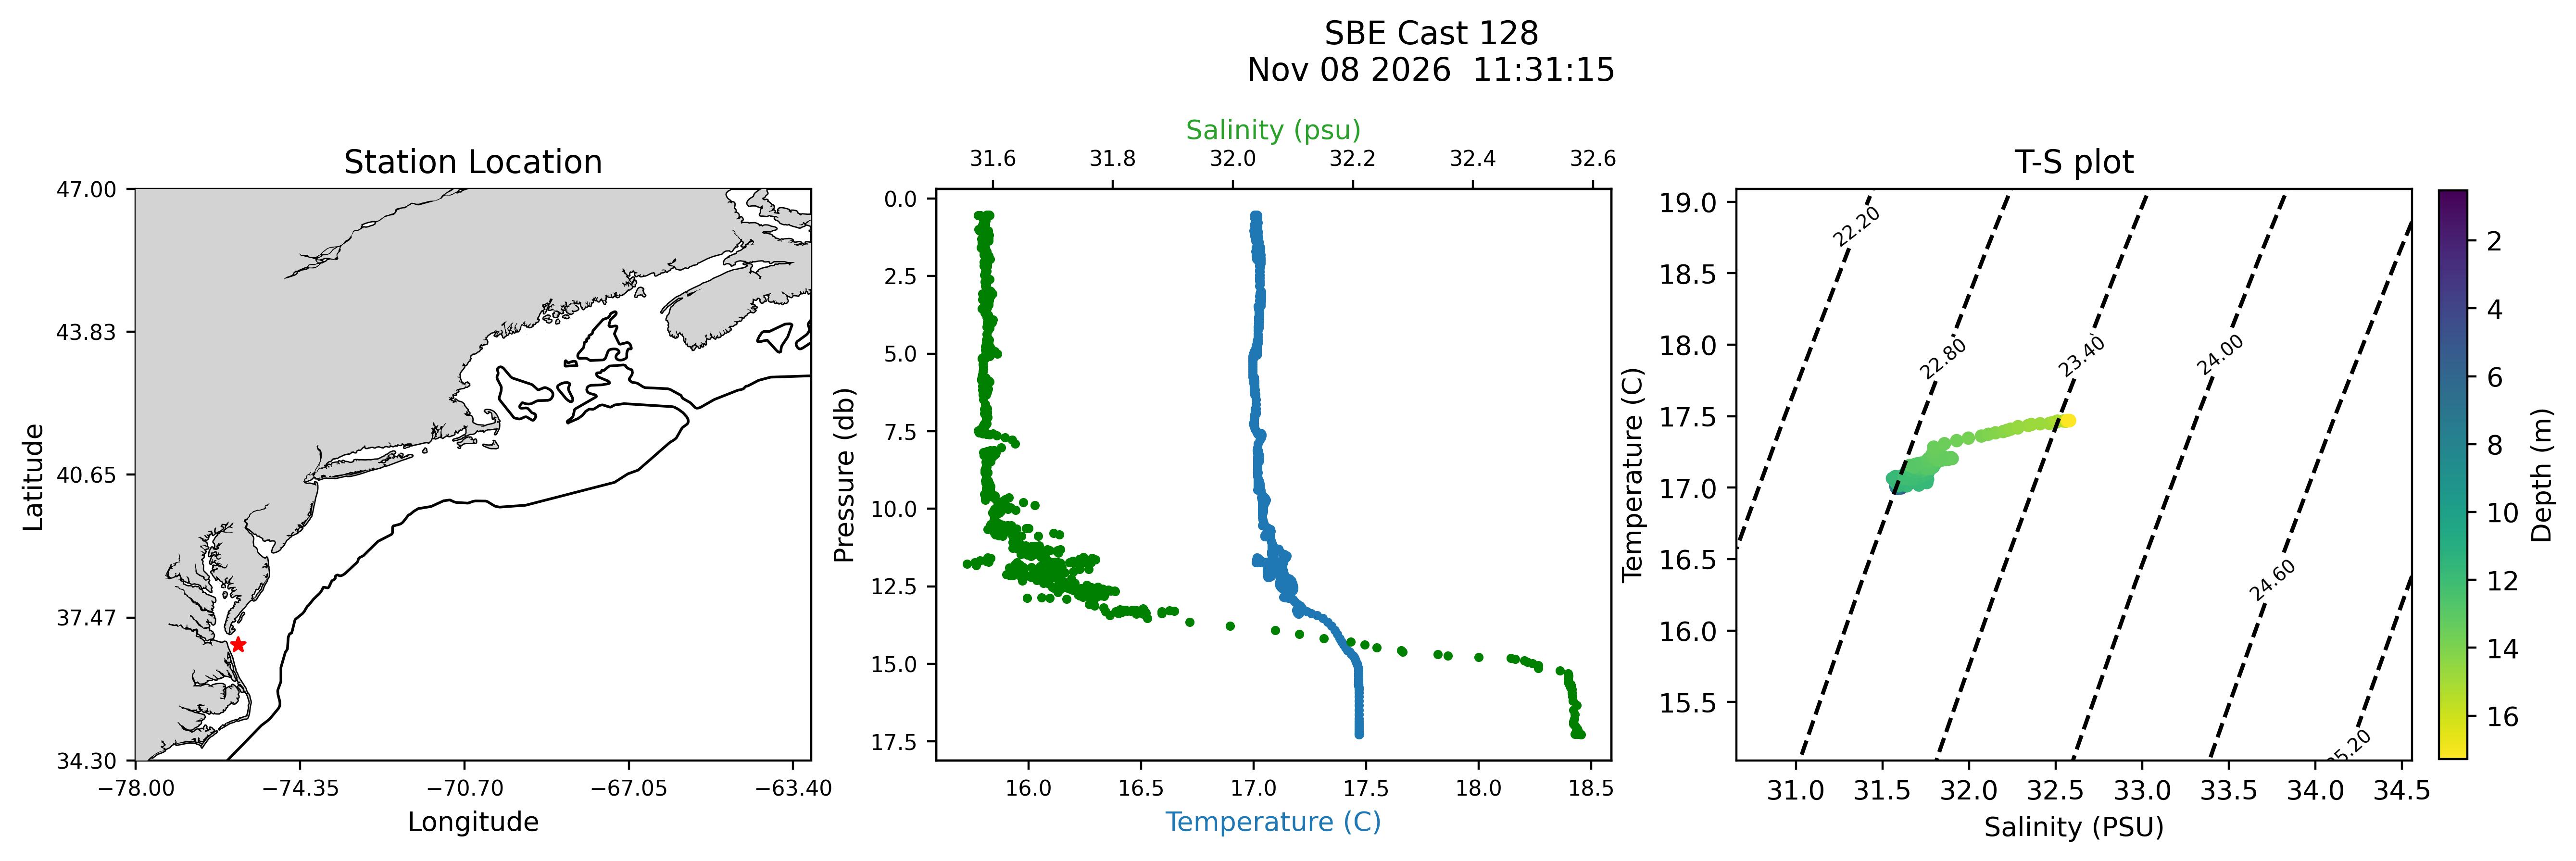 SBE Cast 128
Nov 08 2026  11:31:15
Station Location
47.00
43.83
40.65
37.47
34.30
Latitude
−78.00 −74.35 −70.70 −67.05 −63.40
Longitude
Salinity (psu)
31.6 31.8 32.0 32.2 32.4 32.6
0.0
2.5
5.0
7.5
10.0
12.5
15.0
17.5
Pressure (db)
16.0 16.5 17.0 17.5 18.0 18.5
Temperature (C)
T-S plot
19.0
18.5
18.0
17.5
17.0
16.5
16.0
15.5
Temperature (C)
22.20
22.80
23.40
24.00
24.60
31.0 31.5 32.0 32.5 33.0 33.5 34.0 34.5
Salinity (PSU)
2
4
6
8
10
12
14
16
Depth (m)